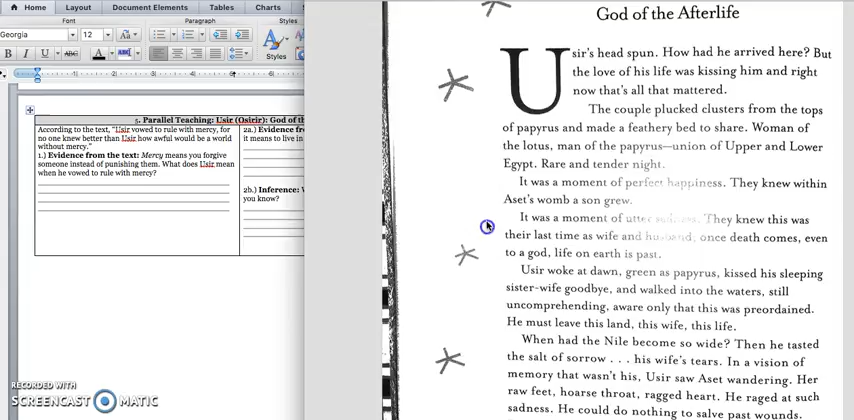 Home Layout Document Elements Tables Charts
Font Paragraph Styles
Georgia 12
B I U ABC A
Styles
5. Parallel Teaching: Usir (Osirir): God of th
According to the text, "Usir vowed to rule with mercy, for
no one knew better than Usir how awful would be a world
without mercy."
1.) Evidence from the text: Mercy means you forgive
someone instead of punishing them. What does Usir mean
when he vowed to rule with mercy?
2a.) Evidence fro
it means to live in
2b.) Inference:
you know?
God of the Afterlife
Usir's head spun. How had he arrived here? But
the love of his life was kissing him and right
now that's all that mattered.
The couple plucked clusters from the tops
of papyrus and made a feathery bed to share. Woman of
the lotus, man of the papyrus—union of Upper and Lower
Egypt. Rare and tender night.
It was a moment of perfect happiness. They knew within
Aset's womb a son grew.
It was a moment of utter sadness. They knew this was
their last time as wife and husband, once death comes, even
to a god, life on earth is past.
Usir woke at dawn, green as papyrus, kissed his sleeping
sister-wife goodbye, and walked into the waters, still
uncomprehending, aware only that this was preordained.
He must leave this land, this wife, this life.
When had the Nile become so wide? Then he tasted
the salt of sorrow . . . his wife's tears. In a vision of
memory that wasn't his, Usir saw Aset wandering. Her
raw feet, hoarse throat, ragged heart. He raged at such
sadness. He could do nothing to salve past wounds.
RECORDED WITH
SCREENCAST MATIC